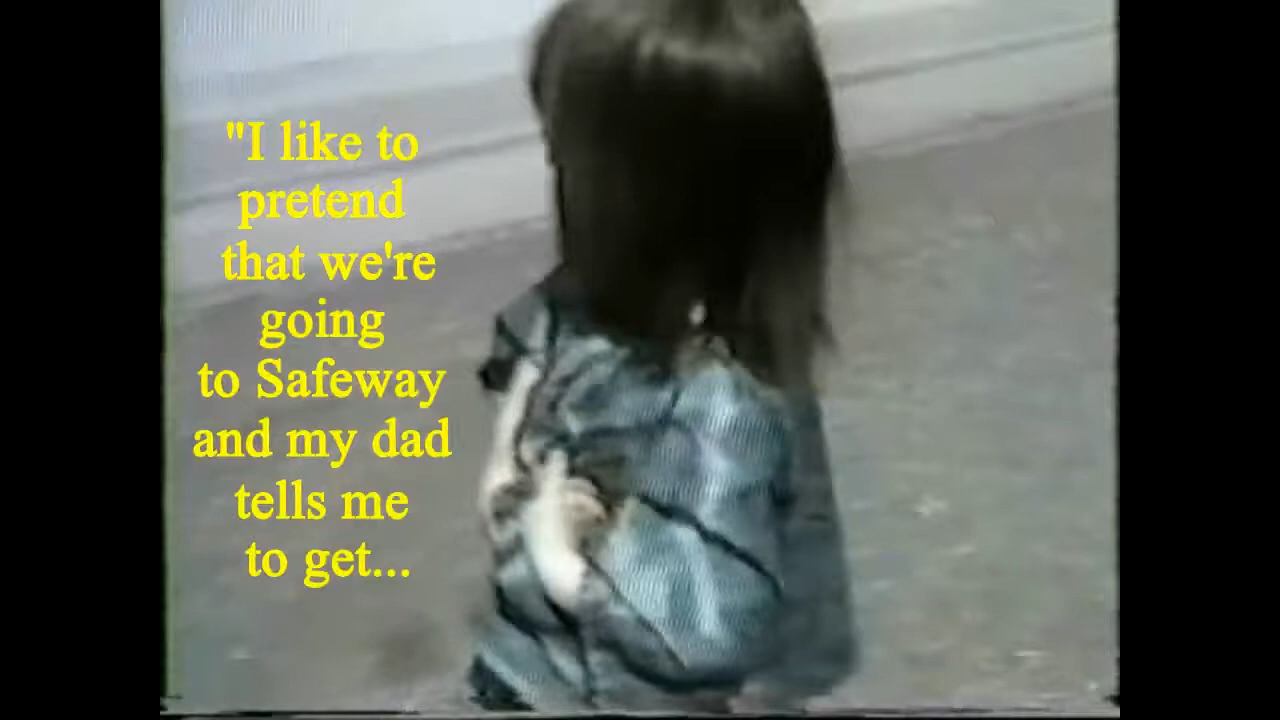 "I like to
pretend
that we're
going
to Safeway
and my dad
tells me
to get...